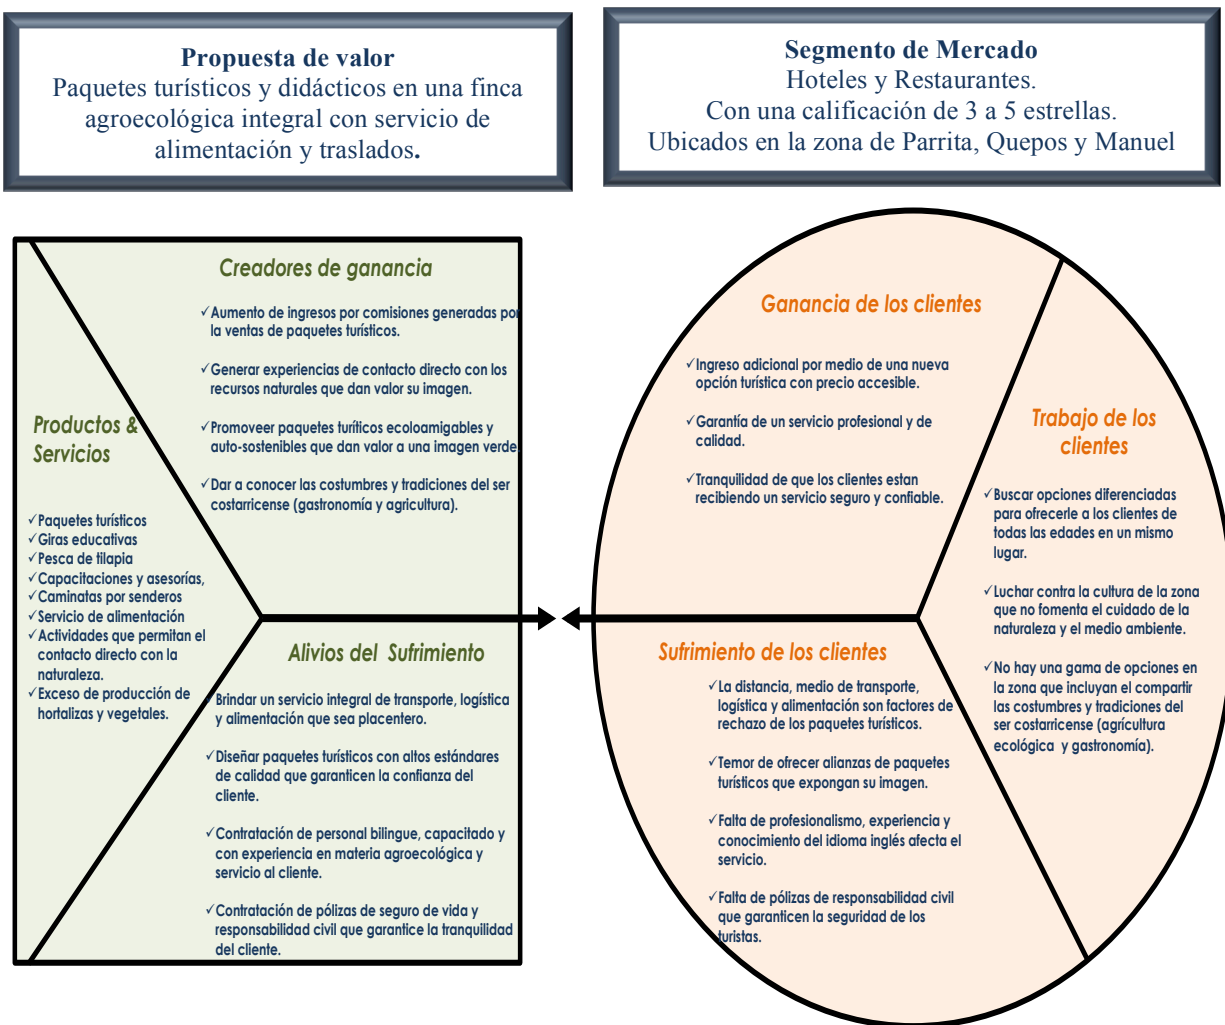 Propuesta de valor
Paquetes turísticos y didácticos en una finca
agroecológica integral con servicio de
alimentación y traslados.
Segmento de Mercado
Hoteles y Restaurantes.
Con una calificación de 3 a 5 estrellas.
Ubicados en la zona de Parrita, Quepos y Manuel
Creadores de ganancia
✓Aumento de ingresos por comisiones generadas por
la ventas de paquetes turísticos.
✓Generar experiencias de contacto directo con los
recursos naturales que dan valor su imagen.
✓Promoveer paquetes turíticos ecoloamigables y
auto-sostenibles que dan valor a una imagen verde.
✓Dar a conocer las costumbres y tradiciones del ser
costarricense (gastronomía y agricultura).
Productos &
Servicios
✓Paquetes turísticos
✓Giras educativas
✓Pesca de tilapia
✓Capacitaciones y asesorías,
✓Caminatas por senderos
✓Servicio de alimentación
✓Actividades que permitan el
contacto directo con la
naturaleza.
✓Exceso de producción de
hortalizas y vegetales.
Alivios del Sufrimiento
✓Brindar un servicio integral de transporte, logística
y alimentación que sea placentero.
✓Diseñar paquetes turísticos con altos estándares
de calidad que garanticen la confianza del
cliente.
✓Contratación de personal bilingue, capacitado y
con experiencia en materia agroecológica y
servicio al cliente.
✓Contratación de pólizas de seguro de vida y
responsabilidad civil que garantice la tranquilidad
del cliente.
Ganancia de los clientes
✓Ingreso adicional por medio de una nueva
opción turística con precio accesible.
✓Garantía de un servicio profesional y de
calidad.
✓Tranquilidad de que los clientes estan
recibiendo un servicio seguro y confiable.
Trabajo de los
clientes
✓Buscar opciones diferenciadas
para ofrecerle a los clientes de
todas las edades en un mismo
lugar.
✓Luchar contra la cultura de la zona
que no fomenta el cuidado de la
naturaleza y el medio ambiente.
✓No hay una gama de opciones en
la zona que incluyan el compartir
las costumbres y tradiciones del
ser costarricense (agrícultura
ecológica y gastronomía).
Sufrimiento de los clientes
✓La distancia, medio de transporte,
logística y alimentación son factores de
rechazo de los paquetes turísticos.
✓Temor de ofrecer alianzas de paquetes
turísticos que expongan su imagen.
✓Falta de profesionalismo, experiencia y
conocimiento del idioma inglés afecta el
servicio.
✓Falta de pólizas de responsabilidad civil
que garanticen la seguridad de los
turistas.